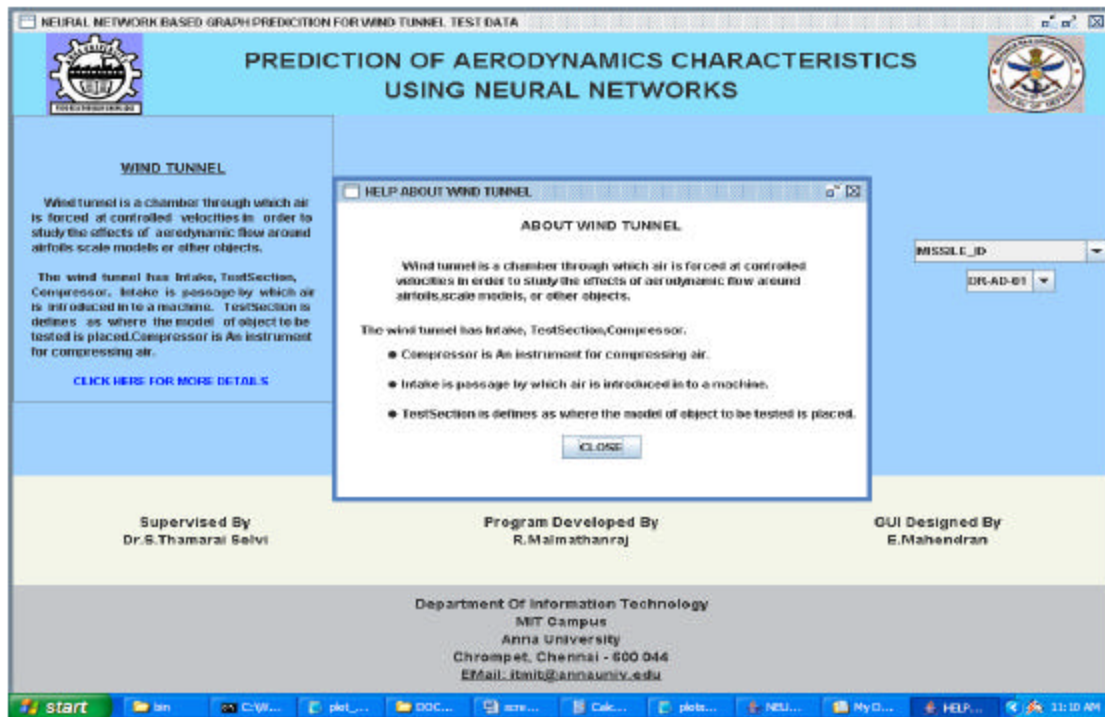 NEURAL NETWORK BASED GRAPH PREDICITION FOR WIND TUNNEL TEST DATA
PREDICTION OF AERODYNAMICS CHARACTERISTICS
USING NEURAL NETWORKS
WIND TUNNEL
Wind tunnel is a chamber through which air
is forced at controlled velocities in order to
study the effects of aeredynamic flow around
airfoils scale models or other objects.
The wind tunnel has Intake, TestSection,
Compressor. Intake is passage by which air
is introduced in to a machine. TestSection is
defines as where the model of object to be
tested is placed.Compressor is An instrument
for compressing air.
CLICK HERE FOR MORE DETAILS
HELP ABOUT WIND TUNNEL
ABOUT WIND TUNNEL
Wind tunnel is a chamber through which air is forced at controlled
velocities in order to study the effects of aerodynamic flow around
airfoils,scale models, or other objects.
The wind tunnel has Intake, TestSection,Compressor.
Compressor is An instrument for compressing air.
Intake is passage by which air is introduced in to a machine.
TestSection is defines as where the model of object to be tested is placed.
CLOSE
MISSILE_ID
DR-AD-01
Supervised By
Dr.S.Thamarai Selvi
Program Developed By
R.Malmathanraj
GUI Designed By
E.Mahendran
Department Of Information Technology
MIT Campus
Anna University
Chrompet, Chennai - 600 044
EMail: itmit@annauniv.edu
start
bin
C:\W...
plot_...
DOC...
scre...
Calc...
plots...
NEU...
My D...
HELP...
11:10 AM